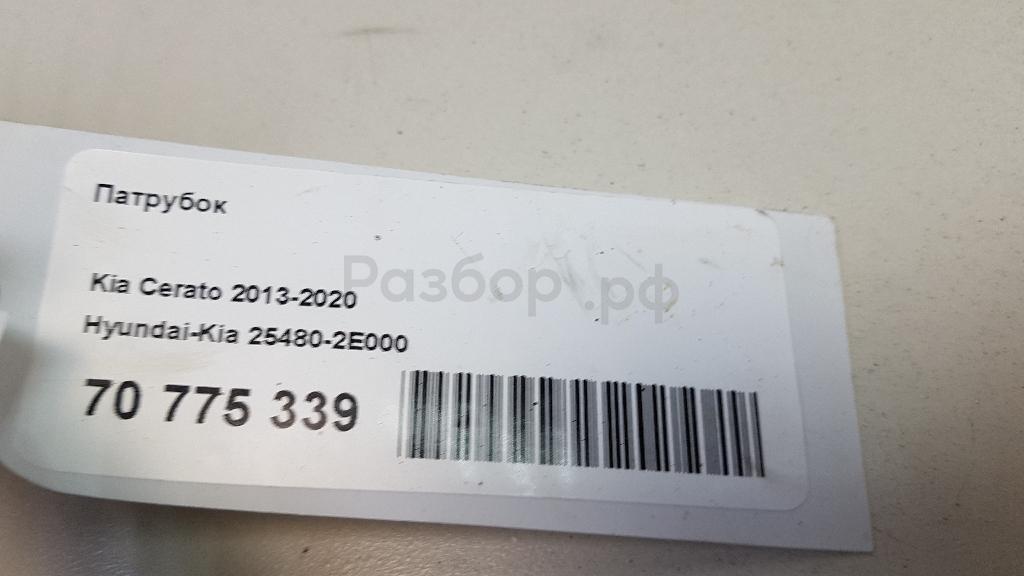 Патрубок
Разбор.рф
Kia Cerato 2013-2020
Hyundai-Kia 25480-2E000
70 775 339